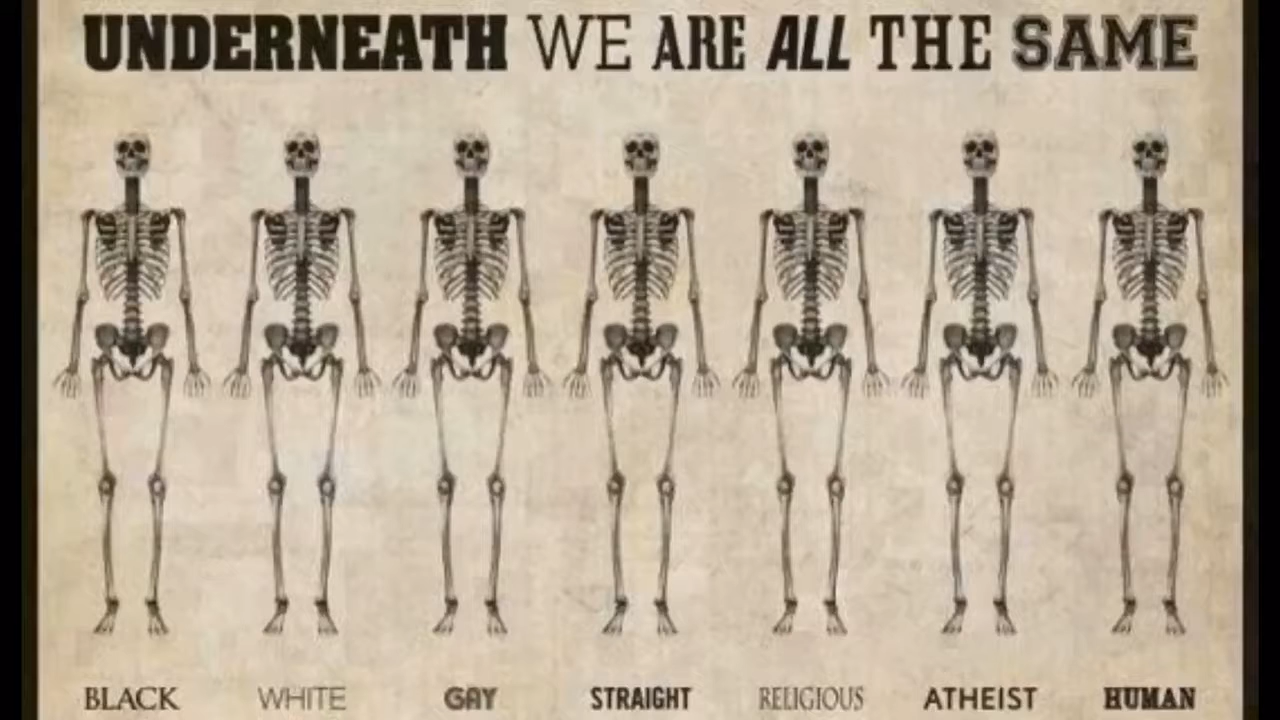 UNDERNEATH WE ARE ALL THE SAME
BLACK WHITE GAY STRAIGHT RELIGIOUS ATHEIST HUMAN